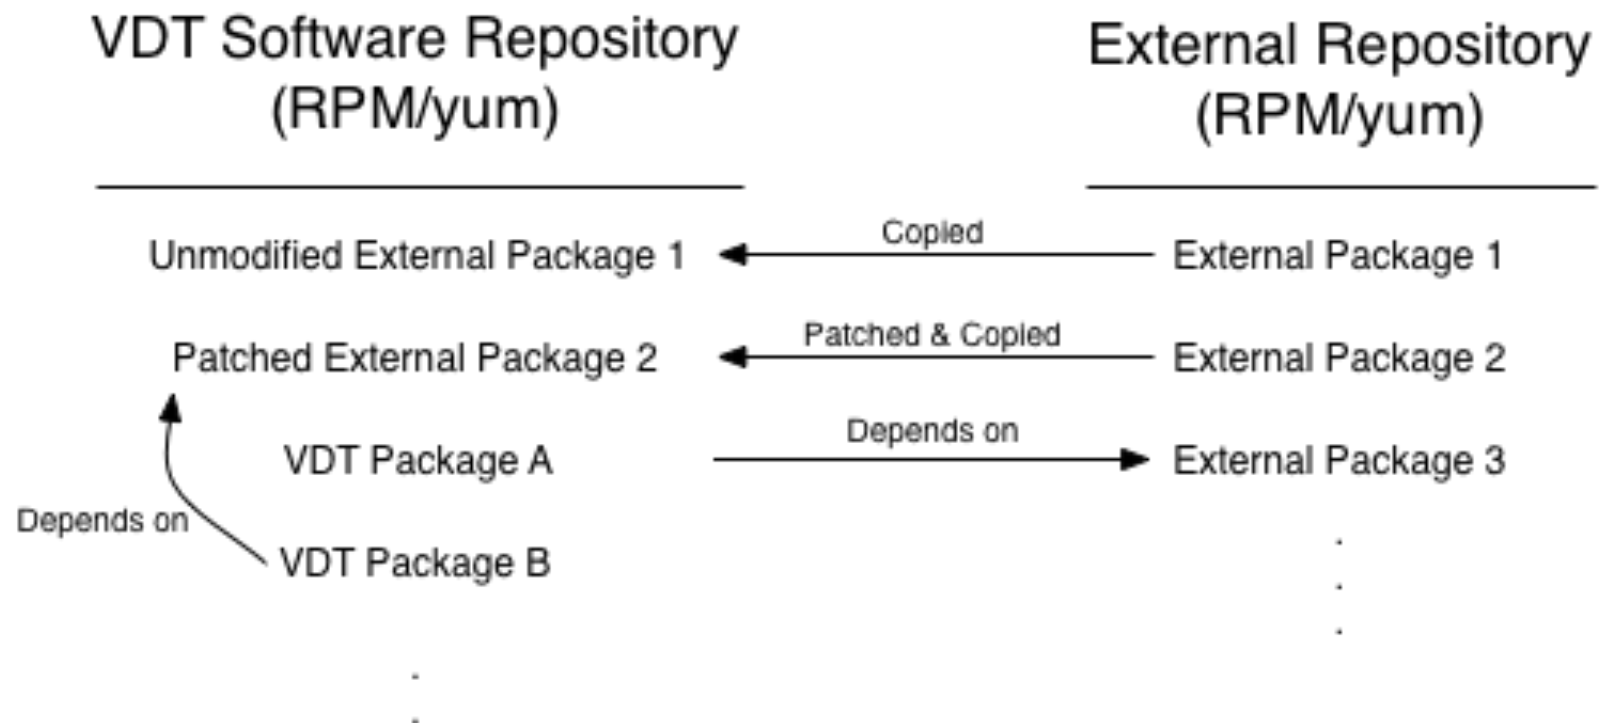 VDT Software Repository
(RPM/yum)
External Repository
(RPM/yum)
Unmodified External Package 1
Copied
External Package 1
Patched External Package 2
Patched & Copied
External Package 2
VDT Package A
Depends on
External Package 3
Depends on
VDT Package B